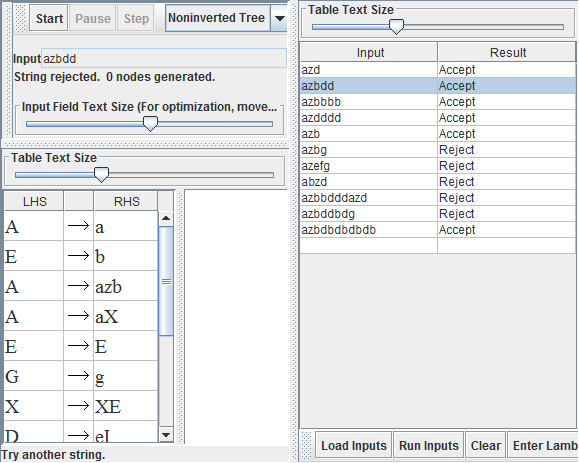 Start Pause Step Noninverted Tree
Input azbdd
String rejected. 0 nodes generated.
Input Field Text Size (For optimization, move...
Table Text Size
LHS RHS
A → a
E → b
A → azb
A → aX
E → E
G → g
X → XE
D → eI
Try another string.
Table Text Size
Input Result
azd Accept
azbdd Accept
azbbbb Accept
azdddd Accept
azb Accept
azbg Reject
azefg Reject
abzd Reject
azbbdddazd Reject
azbddbdg Reject
azbdbdbdbdb Accept
Load Inputs Run Inputs Clear Enter Lamb